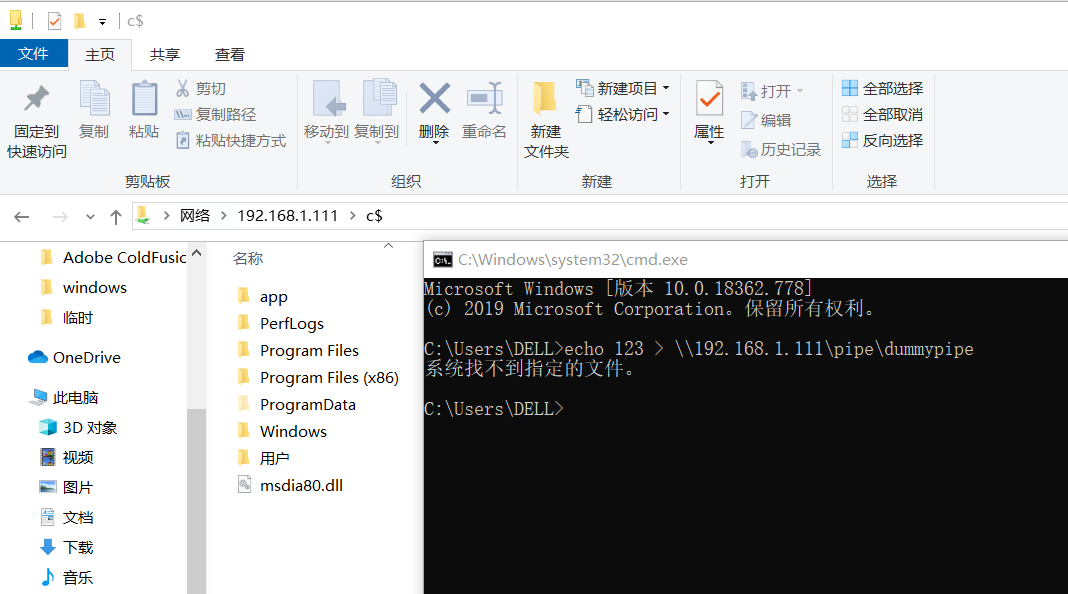 c$
文件 主页 共享 查看
固定到
快速访问
复制
粘贴
剪切
复制路径
粘贴快捷方式
剪贴板
移动到
复制到
删除
重命名
组织
新建
文件夹
新建项目
轻松访问
新建
属性
打开
编辑
历史记录
打开
全部选择
全部取消
反向选择
选择
网络 > 192.168.1.111 > c$
Adobe ColdFusic
windows
临时
OneDrive
此电脑
3D 对象
视频
图片
文档
下载
音乐
名称
app
PerfLogs
Program Files
Program Files (x86)
ProgramData
Windows
用户
msdia80.dll
C:\Windows\system32\cmd.exe
Microsoft Windows [版本 10.0.18362.778]
(c) 2019 Microsoft Corporation。保留所有权利。
C:\Users\DELL>echo 123 > \\192.168.1.111\pipe\dummypipe
系统找不到指定的文件。
C:\Users\DELL>